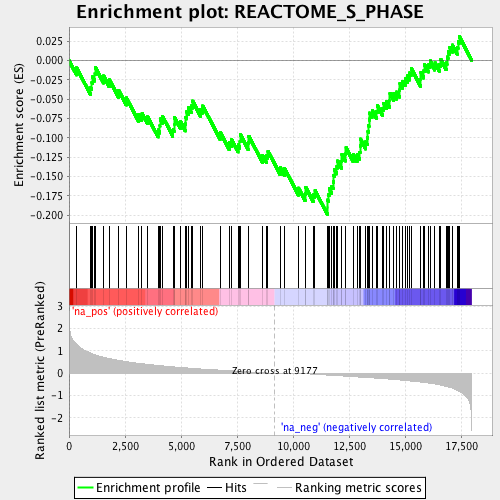 Enrichment plot: REACTOME_S_PHASE
Enrichment score (ES)
0.025
0.000
-0.025
-0.050
-0.075
-0.100
-0.125
-0.150
-0.175
-0.200
'na_pos' (positively correlated)
Ranked list metric (PreRanked)
3
2
1
0
-1
-2
Zero cross at 9177
'na_neg' (negatively correlated)
0
2,500
5,000
7,500
10,000
12,500
15,000
17,500
Rank in Ordered Dataset
Enrichment profile
Hits
Ranking metric scores